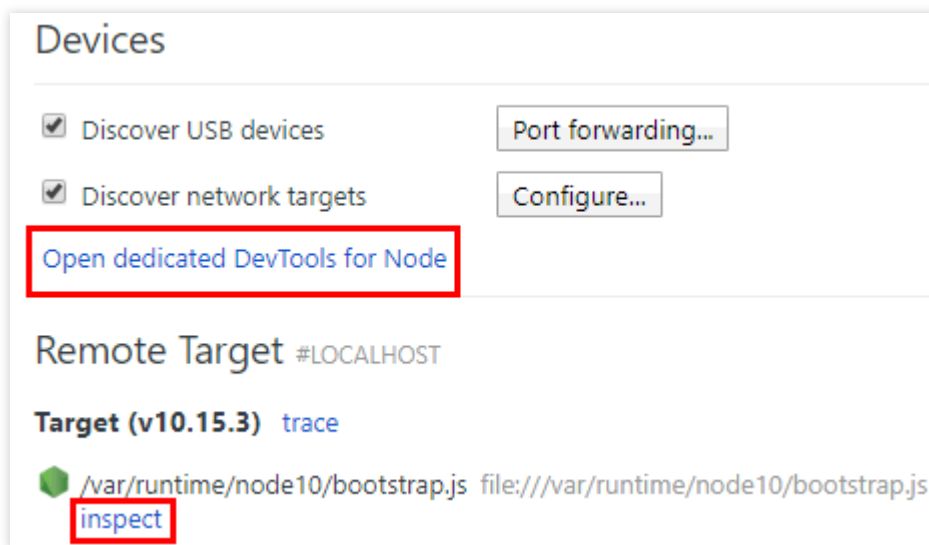 Devices
Discover USB devices Port forwarding...
Discover network targets Configure...
Open dedicated DevTools for Node
Remote Target #LOCALHOST
Target (v10.15.3) trace
/var/runtime/node10/bootstrap.js file:///var/runtime/node10/bootstrap.js
inspect